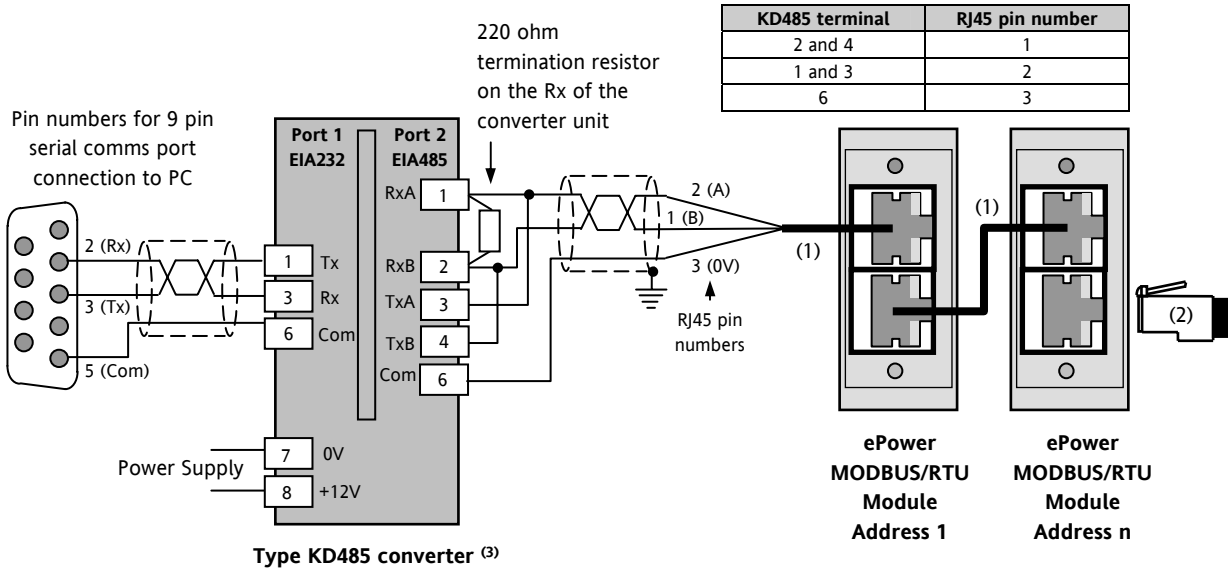 KD485 terminal RJ45 pin number
2 and 4 1
1 and 3 2
6 3
220 ohm
termination resistor
on the Rx of the
converter unit
Pin numbers for 9 pin
serial comms port
connection to PC
Port 1
EIA232
Port 2
EIA485
2 (Rx)
3 (Tx)
5 (Com)
1 Tx
3 Rx
6 Com
RxA 1
RxB 2
TxA 3
TxB 4
Com 6
7 0V
8 +12V
Power Supply
2 (A)
1 (B)
3 (0V)
RJ45 pin
numbers
(1)
(1)
(2)
ePower
MODBUS/RTU
Module
Address 1
ePower
MODBUS/RTU
Module
Address n
Type KD485 converter (3)